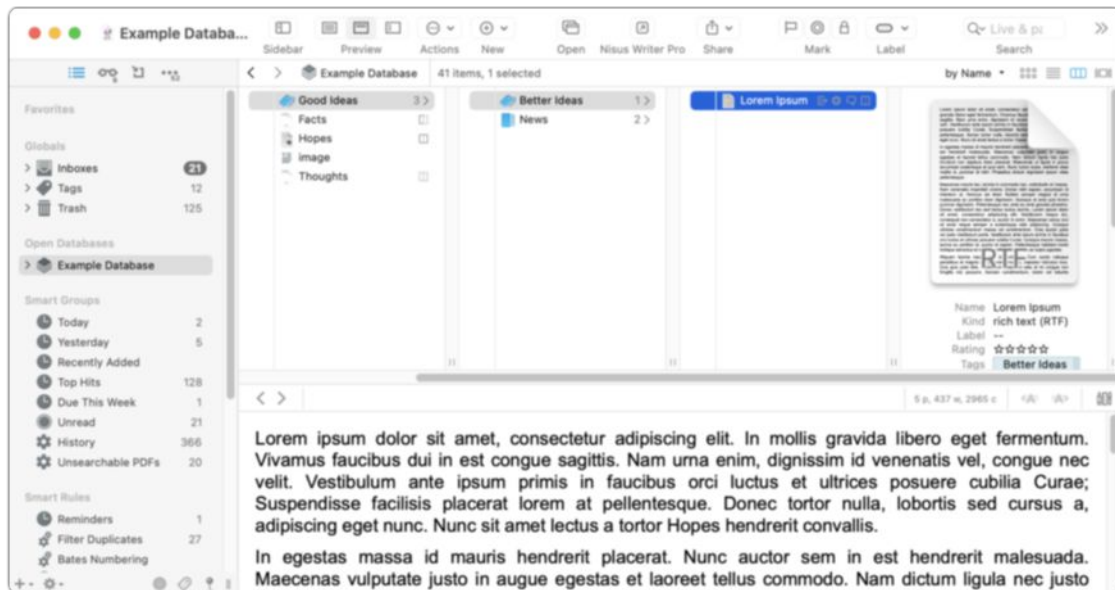 Example Databa...
Sidebar
Preview
Actions
New
Open
Nisus Writer Pro
Share
Mark
Label
Live &
Search
Example Database
41 items, 1 selected
by Name
Favorites
Globals
Inboxes 21
Tags 12
Trash 125
Open Databases
Example Database
Smart Groups
Today 2
Yesterday 5
Recently Added
Top Hits 128
Due This Week 1
Unread 21
History 366
Unsearchable PDFs 20
Smart Rules
Reminders 1
Filter Duplicates 27
Bates Numbering
Good Ideas 3
Facts
Hopes
image
Thoughts
Better Ideas 1
News 2
Lorem Ipsum
RTF
Name Lorem Ipsum
Kind rich text (RTF)
Label --
Rating ☆☆☆☆☆
Tags Better Ideas
5 p, 437 w, 2965 c
Lorem ipsum dolor sit amet, consectetur adipiscing elit. In mollis gravida libero eget fermentum.
Vivamus faucibus dui in est congue sagittis. Nam urna enim, dignissim id venenatis vel, congue nec
velit. Vestibulum ante ipsum primis in faucibus orci luctus et ultrices posuere cubilia Curae;
Suspendisse facilisis placerat lorem at pellentesque. Donec tortor nulla, lobortis sed cursus a,
adipiscing eget nunc. Nunc sit amet lectus a tortor Hopes hendrerit convallis.
In egestas massa id mauris hendrerit placerat. Nunc auctor sem in est hendrerit malesuada.
Maecenas vulputate justo in augue egestas et laoreet tellus commodo. Nam dictum ligula nec justo